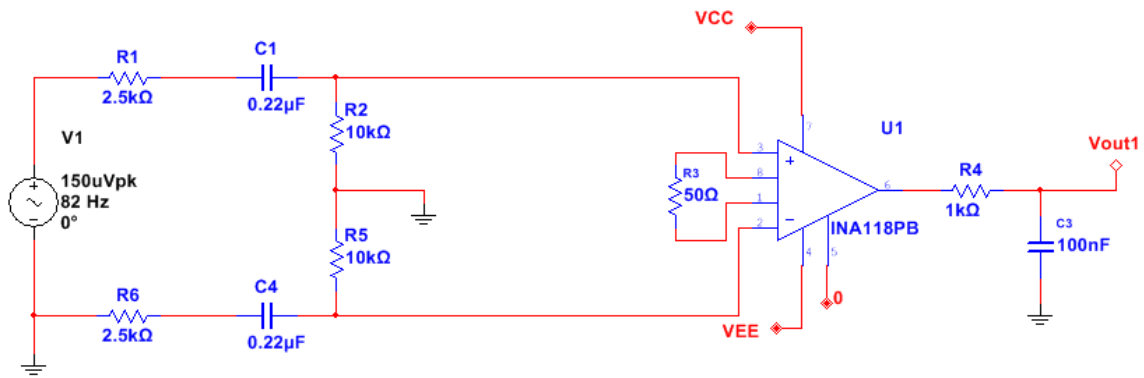 VCC
R1
2.5kΩ
C1
0.22µF
R2
10kΩ
V1
150uVpk
82 Hz
0°
R3
50Ω
3
8
1
2
7
6
4
5
U1
INA118PB
R4
1kΩ
Vout1
C3
100nF
R5
10kΩ
R6
2.5kΩ
C4
0.22µF
VEE
0